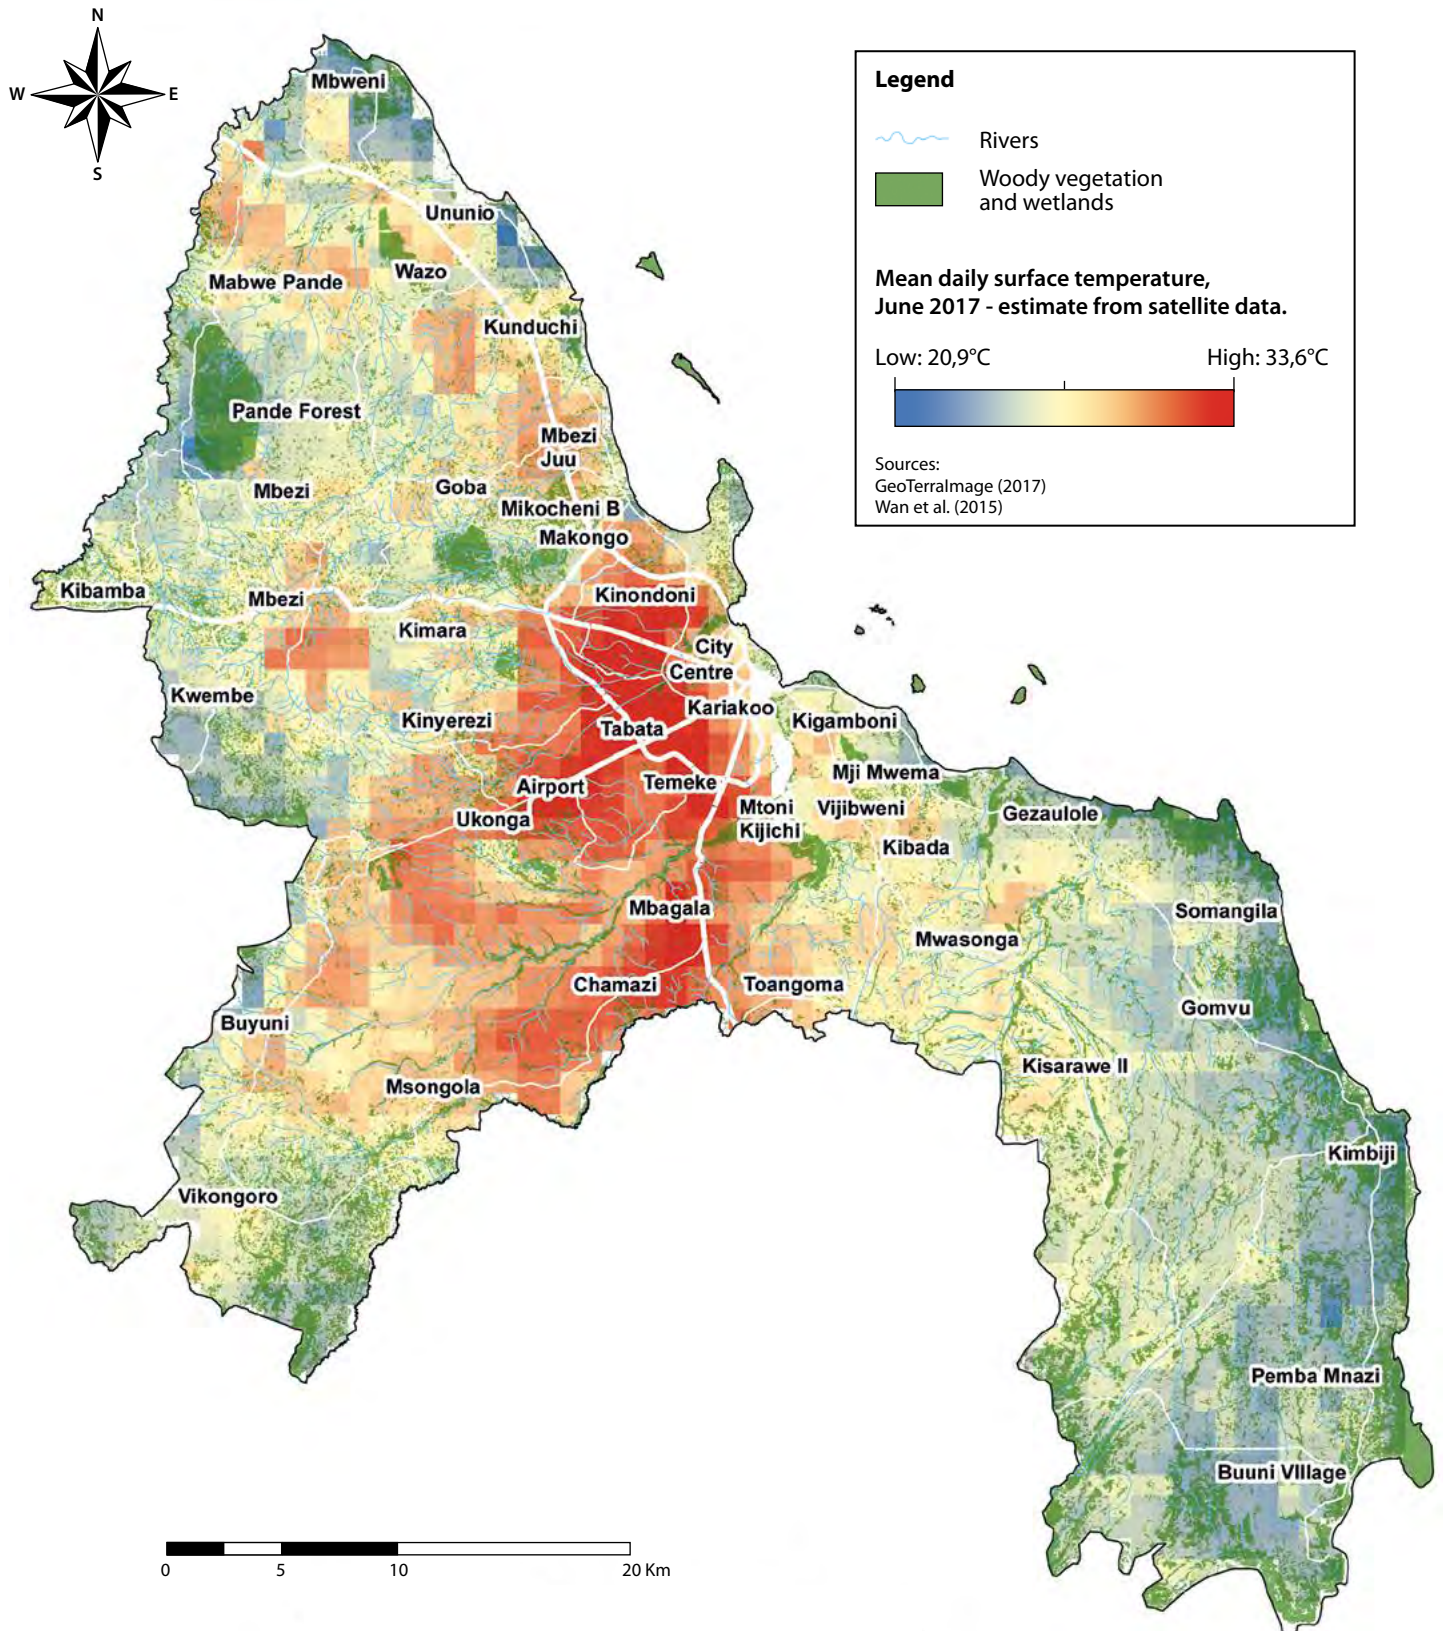 N
W
E
S
Legend
Rivers
Woody vegetation
and wetlands
Mean daily surface temperature,
June 2017 - estimate from satellite data.
Low: 20,9°C
High: 33,6°C
Sources:
GeoTerraImage (2017)
Wan et al. (2015)
Mbweni
Ununio
Wazo
Mabwe Pande
Kunduchi
Pande Forest
Mbezi
Juu
Goba
Mbezi
Mikocheni B
Makongo
Kibamba
Mbezi
Kinondoni
Kimara
City
Centre
Kwembe
Kariakoo
Kinyerezi
Tabata
Kigamboni
Mji Mwema
Airport
Temeke
Mtoni
Kijichi
Vijibweni
Gezaulole
Ukonga
Kibada
Mbagala
Somangila
Mwasonga
Chamazi
Toangoma
Gomvu
Buyuni
Kisarawe II
Msongola
Kimbiji
Vikongoro
Pemba Mnazi
Buuni VIllage
0
5
10
20 Km